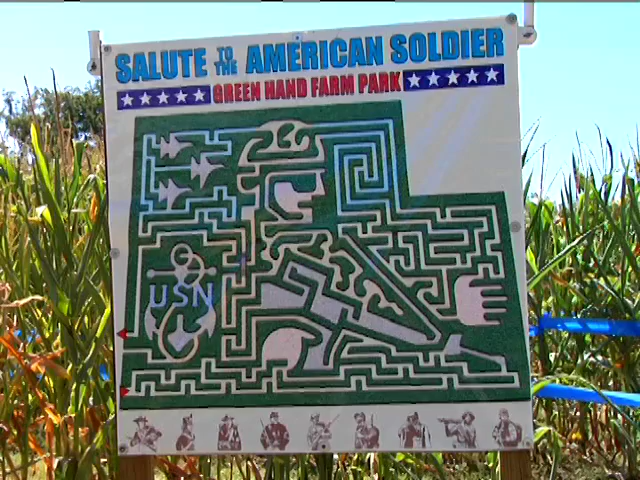 SALUTE TO THE AMERICAN SOLDIER
GREEN HAND FARM PARK
USN